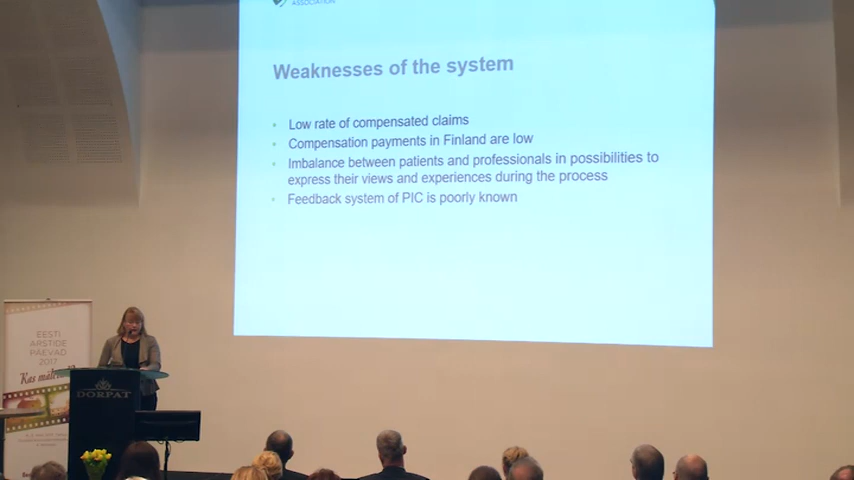 ASSOCIATION
Weaknesses of the system
• Low rate of compensated claims
• Compensation payments in Finland are low
• Imbalance between patients and professionals in possibilities to
express their views and experiences during the process
• Feedback system of PIC is poorly known
EESTI
ARSTIDE
PÄEVAD
2017
DORPAT